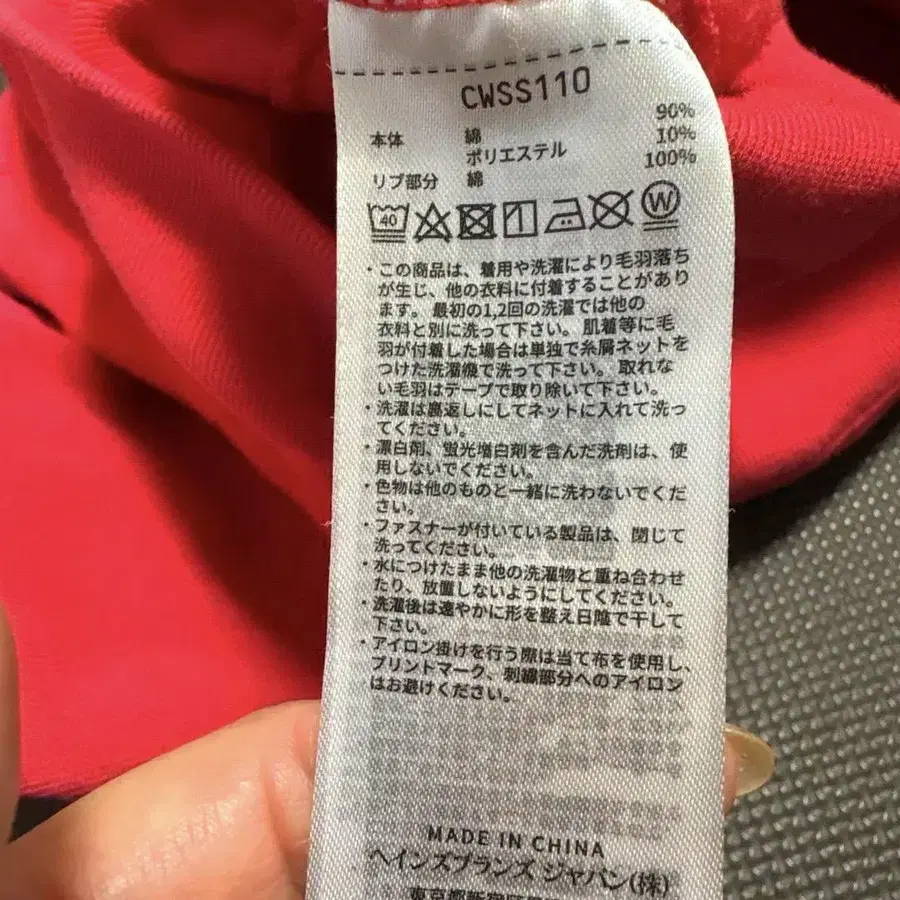 CWSS110
本体 綿 90%
ポリエステル 10%
リブ部分 綿 100%
40
W
・この商品は、着用や洗濯により毛羽落ち
が生じ、他の衣料に付着することがあり
ます。最初の1,2回の洗濯では他の
衣料と別に洗って下さい。肌着等に毛
羽が付着した場合は単独で糸屑ネットを
つけた洗濯機で洗って下さい。取れな
い毛羽はテープで取り除いて下さい。
・洗濯は裏返しにしてネットに入れて洗っ
てください。
・漂白剤、蛍光増白剤を含んだ洗剤は、使
用しないでください。
・色物は他のものと一緒に洗わないでくだ
さい。
・ファスナーが付いている製品は、閉じて
洗ってください。
・水につけたまま他の洗濯物と重ね合わせ
たり、放置しないようにしてください。
・洗濯後は速やかに形を整え日陰で干して
下さい。
・アイロン掛けを行う際は当て布を使用し、
プリントマーク、刺繍部分へのアイロン
はお避けください。
MADE IN CHINA
ヘインズブランズ ジャパン(株)
東京都新宿区